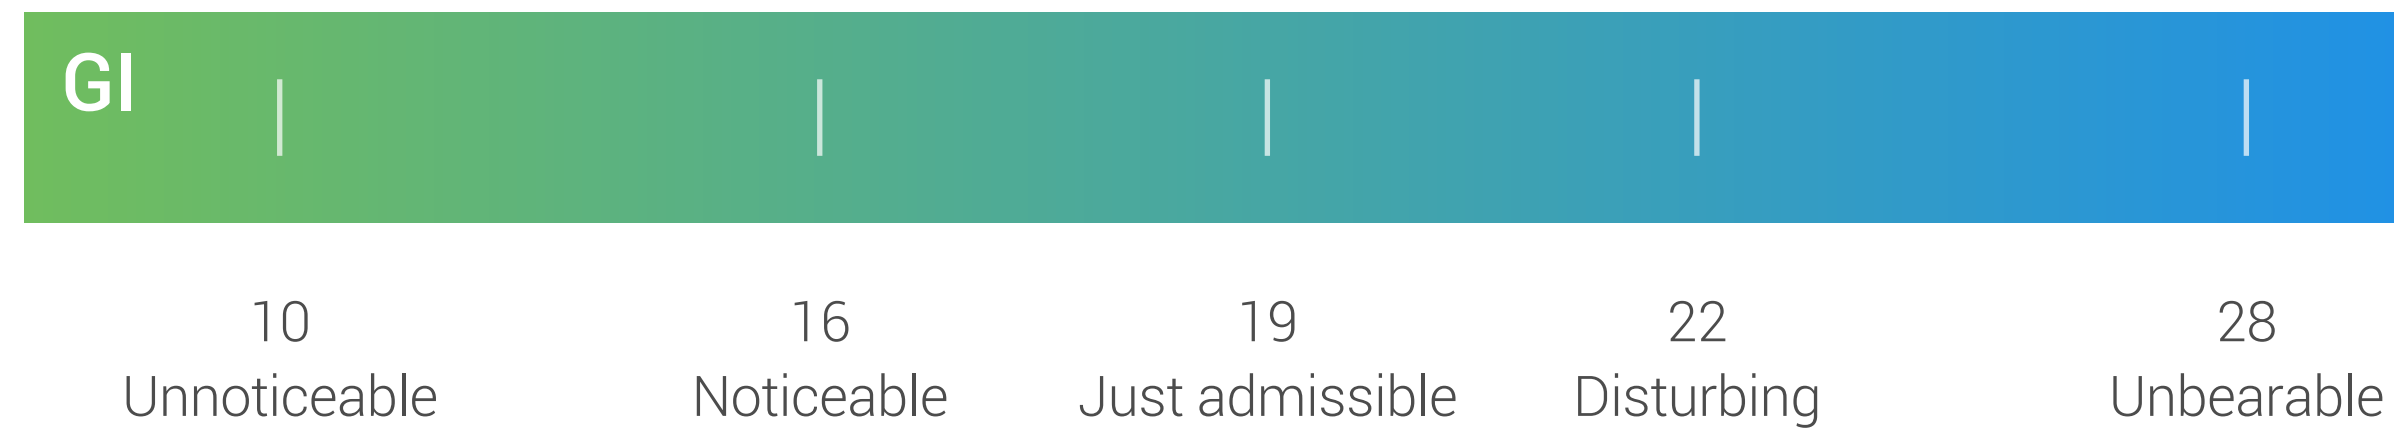 GI
10 16 19 22 28
Unnoticeable Noticeable Just admissible Disturbing Unbearable